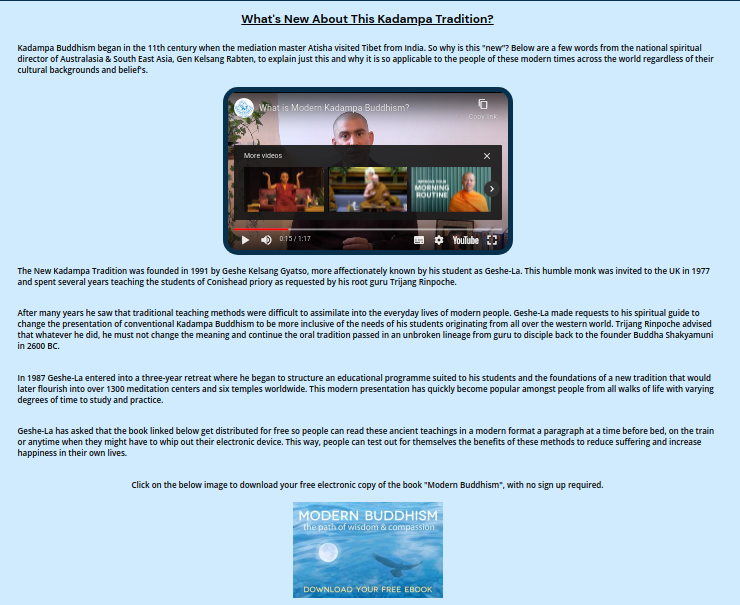 What's New About This Kadampa Tradition?
Kadampa Buddhism began in the 11th century when the mediation master Atisha visited Tibet from India. So why is this "new"? Below are a few words from the national spiritual
director of Australasia & South East Asia, Gen Kelsang Rabten, to explain just this and why it is so applicable to the people of these modern times across the world regardless of their
cultural backgrounds and belief's.
What is Modern Kadampa Buddhism?
Copy link
More videos
MORNING
ROUTINE
0:15 / 1:17
YouTube
The New Kadampa Tradition was founded in 1991 by Geshe Kelsang Gyatso, more affectionately known by his student as Geshe-La. This humble monk was invited to the UK in 1977
and spent several years teaching the students of Conishead priory as requested by his root guru Trijang Rinpoche.
After many years he saw that traditional teaching methods were difficult to assimilate into the everyday lives of modern people. Geshe-La made requests to his spiritual guide to
change the presentation of conventional Kadampa Buddhism to be more inclusive of the needs of his students originating from all over the western world. Trijang Rinpoche advised
that whatever he did, he must not change the meaning and continue the oral tradition passed in an unbroken lineage from guru to disciple back to the founder Buddha Shakyamuni
in 2600 BC.
In 1987 Geshe-La entered into a three-year retreat where he began to structure an educational programme suited to his students and the foundations of a new tradition that would
later flourish into over 1300 meditation centers and six temples worldwide. This modern presentation has quickly become popular amongst people from all walks of life with varying
degrees of time to study and practice.
Geshe-La has asked that the book linked below get distributed for free so people can read these ancient teachings in a modern format a paragraph at a time before bed, on the train
or anytime when they might have to whip out their electronic device. This way, people can test out for themselves the benefits of these methods to reduce suffering and increase
happiness in their own lives.
Click on the below image to download your free electronic copy of the book "Modern Buddhism", with no sign up required.
MODERN BUDDHISM
the path of wisdom & compassion
DOWNLOAD YOUR FREE EBOOK